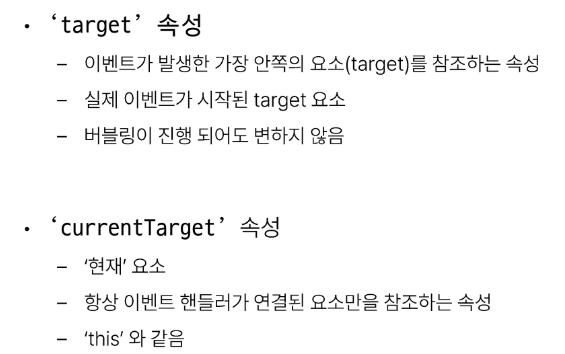 • ‘target’ 속성
– 이벤트가 발생한 가장 안쪽의 요소(target)를 참조하는 속성
– 실제 이벤트가 시작된 target 요소
– 버블링이 진행 되어도 변하지 않음
• ‘currentTarget’ 속성
– ‘현재’ 요소
– 항상 이벤트 핸들러가 연결된 요소만을 참조하는 속성
– ‘this’ 와 같음